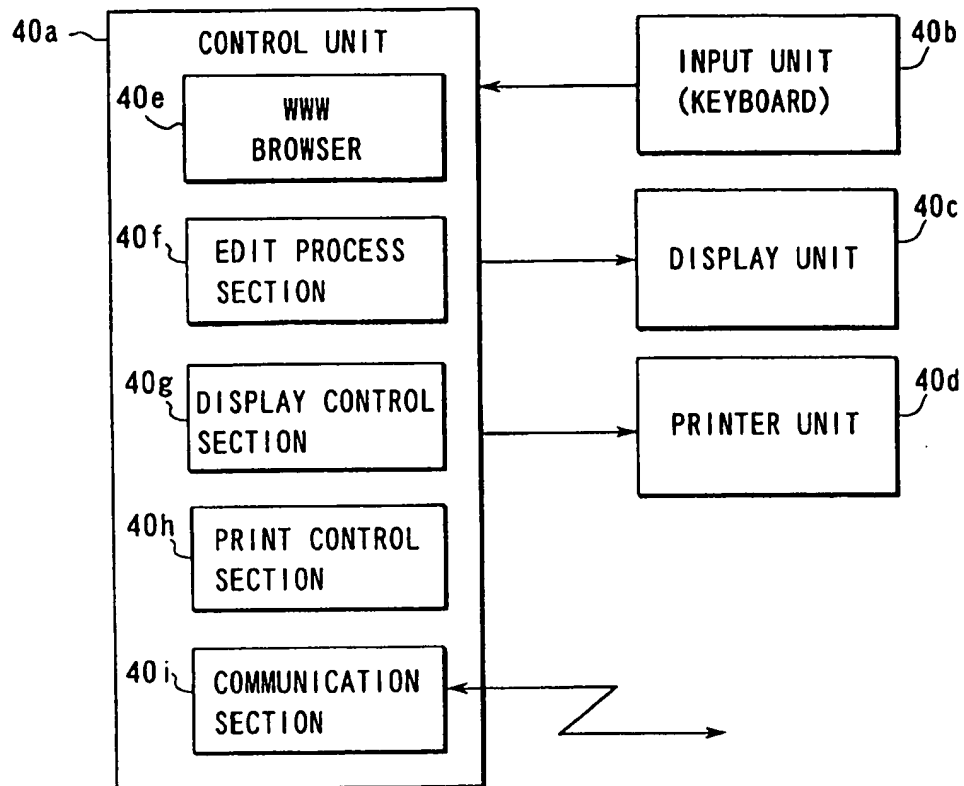 40a
CONTROL UNIT
40e
WWW
BROWSER
40f
EDIT PROCESS
SECTION
40g
DISPLAY CONTROL
SECTION
40h
PRINT CONTROL
SECTION
40i
COMMUNICATION
SECTION
40b
INPUT UNIT
(KEYBOARD)
40c
DISPLAY UNIT
40d
PRINTER UNIT